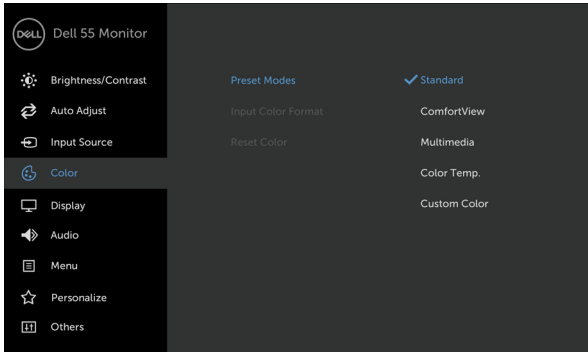 DELL Dell 55 Monitor
Brightness/Contrast
Auto Adjust
Input Source
Color
Display
Audio
Menu
Personalize
Others
Preset Modes
Input Color Format
Reset Color
Standard
ComfortView
Multimedia
Color Temp.
Custom Color